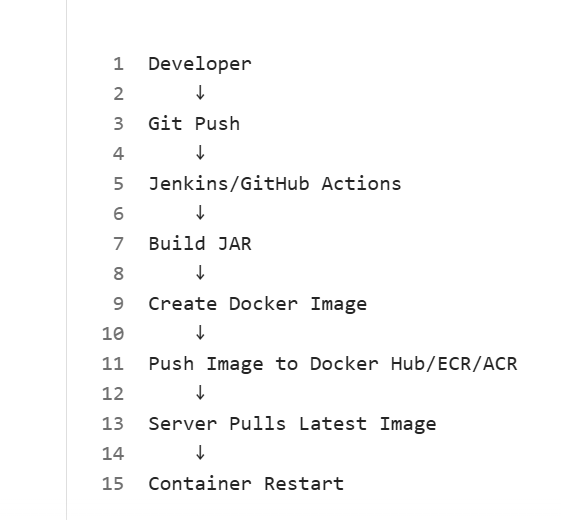 1 Developer
2 ↓
3 Git Push
4 ↓
5 Jenkins/GitHub Actions
6 ↓
7 Build JAR
8 ↓
9 Create Docker Image
10 ↓
11 Push Image to Docker Hub/ECR/ACR
12 ↓
13 Server Pulls Latest Image
14 ↓
15 Container Restart